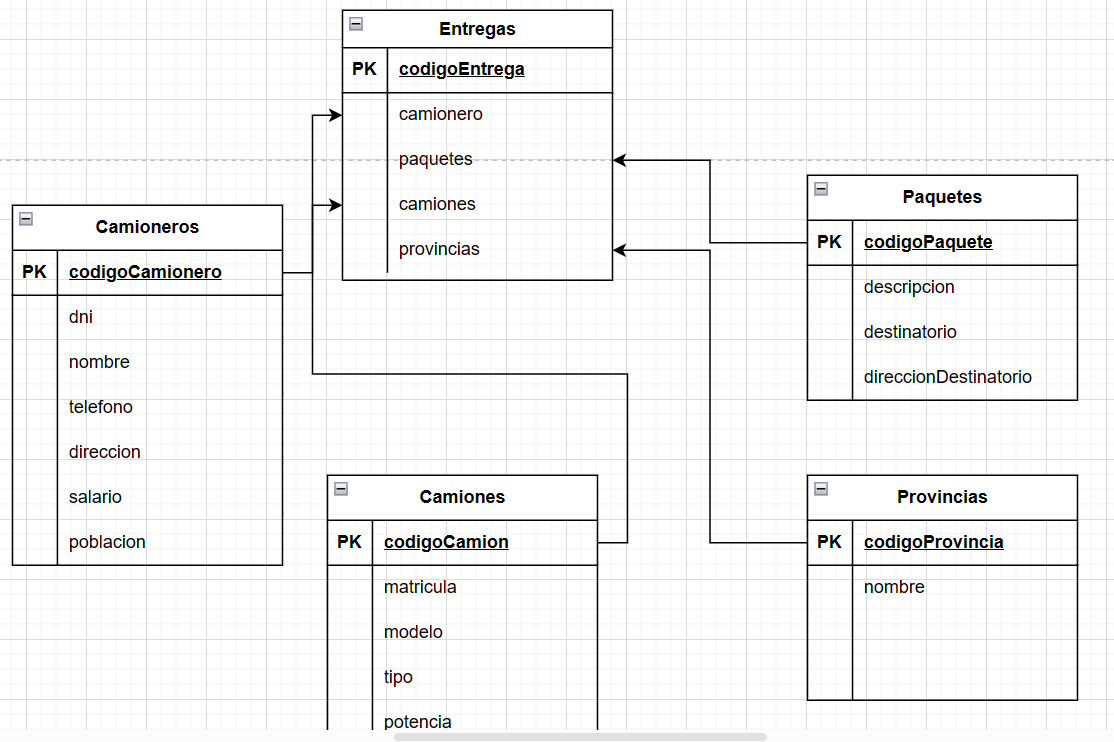 Entregas
PK codigoEntrega
camionero
paquetes
camiones
provincias
Camioneros
PK codigoCamionero
dni
nombre
telefono
direccion
salario
poblacion
Paquetes
PK codigoPaquete
descripcion
destinatorio
direccionDestinatorio
Camiones
PK codigoCamion
matricula
modelo
tipo
potencia
Provincias
PK codigoProvincia
nombre